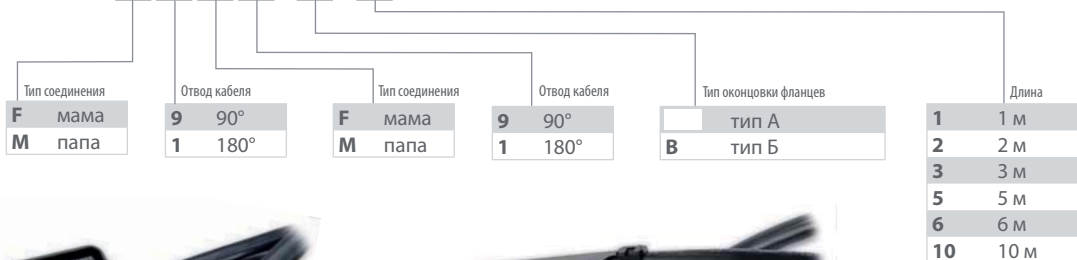 Тип соединения
F мама
M папа
Отвод кабеля
9 90°
1 180°
Тип соединения
F мама
M папа
Отвод кабеля
9 90°
1 180°
Тип оконцовки фланцев
тип А
B тип Б
Длина
1 1 м
2 2 м
3 3 м
5 5 м
6 6 м
10 10 м